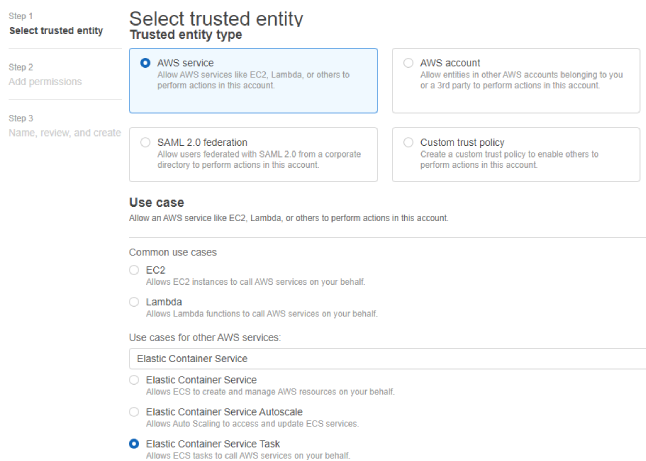 Step 1
Select trusted entity
Step 2
Add permissions
Step 3
Name, review, and create
Select trusted entity
Trusted entity type
AWS service
Allow AWS services like EC2, Lambda, or others to
perform actions in this account.
AWS account
Allow entities in other AWS accounts belonging to you
or a 3rd party to perform actions in this account.
SAML 2.0 federation
Allow users federated with SAML 2.0 from a corporate
directory to perform actions in this account.
Custom trust policy
Create a custom trust policy to enable others to
perform actions in this account.
Use case
Allow an AWS service like EC2, Lambda, or others to perform actions in this account.
Common use cases
EC2
Allows EC2 instances to call AWS services on your behalf.
Lambda
Allows Lambda functions to call AWS services on your behalf.
Use cases for other AWS services:
Elastic Container Service
Elastic Container Service
Allows ECS to create and manage AWS resources on your behalf.
Elastic Container Service Autoscale
Allows Auto Scaling to access and update ECS services.
Elastic Container Service Task
Allows ECS tasks to call AWS services on your behalf.